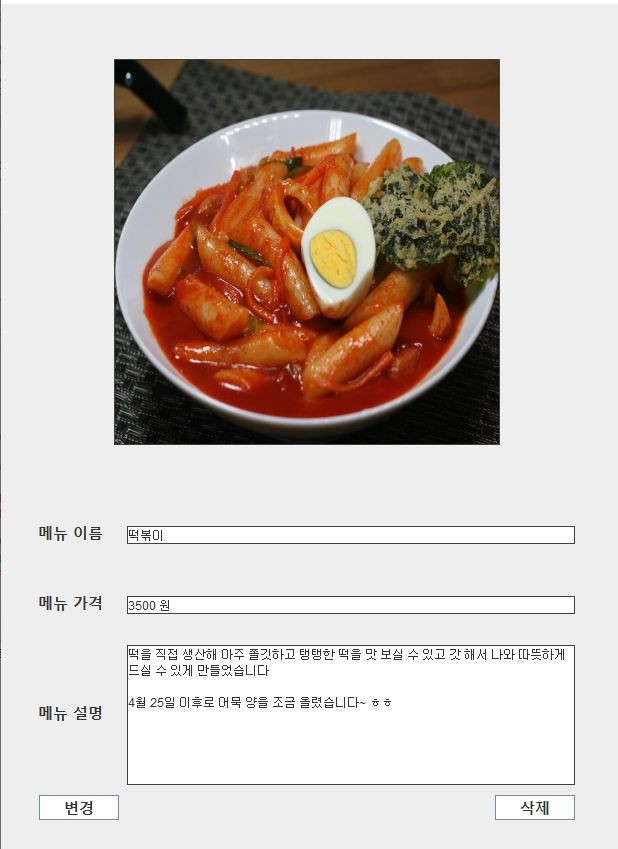 메뉴 이름
떡볶이
메뉴 가격
3500 원
떡을 직접 생산해 아주 쫄깃하고 탱탱한 떡을 맛 보실 수 있고 갓 해서 나와 따뜻하게
드실 수 있게 만들었습니다
4월 25일 이후로 어묵 양을 조금 올렸습니다~ ㅎㅎ
메뉴 설명
변경
삭제